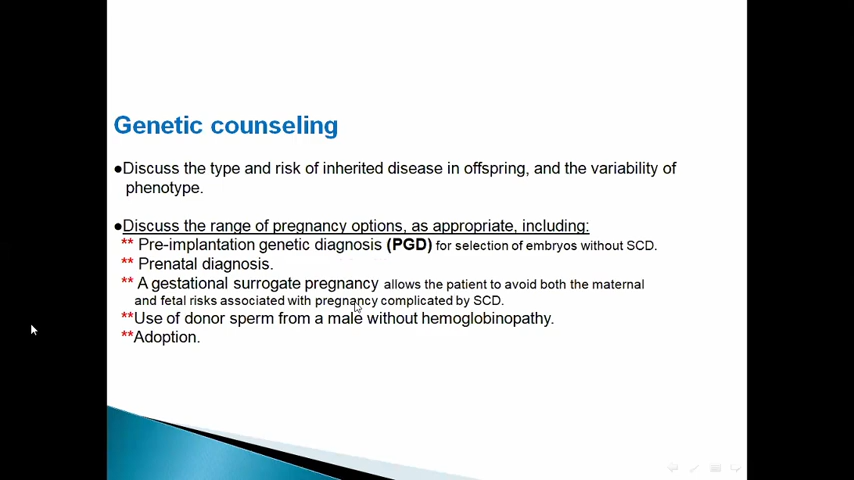 Genetic counseling
●Discuss the type and risk of inherited disease in offspring, and the variability of
phenotype.
●Discuss the range of pregnancy options, as appropriate, including:
** Pre-implantation genetic diagnosis (PGD) for selection of embryos without SCD.
** Prenatal diagnosis.
** A gestational surrogate pregnancy allows the patient to avoid both the maternal
and fetal risks associated with pregnancy complicated by SCD.
**Use of donor sperm from a male without hemoglobinopathy.
**Adoption.